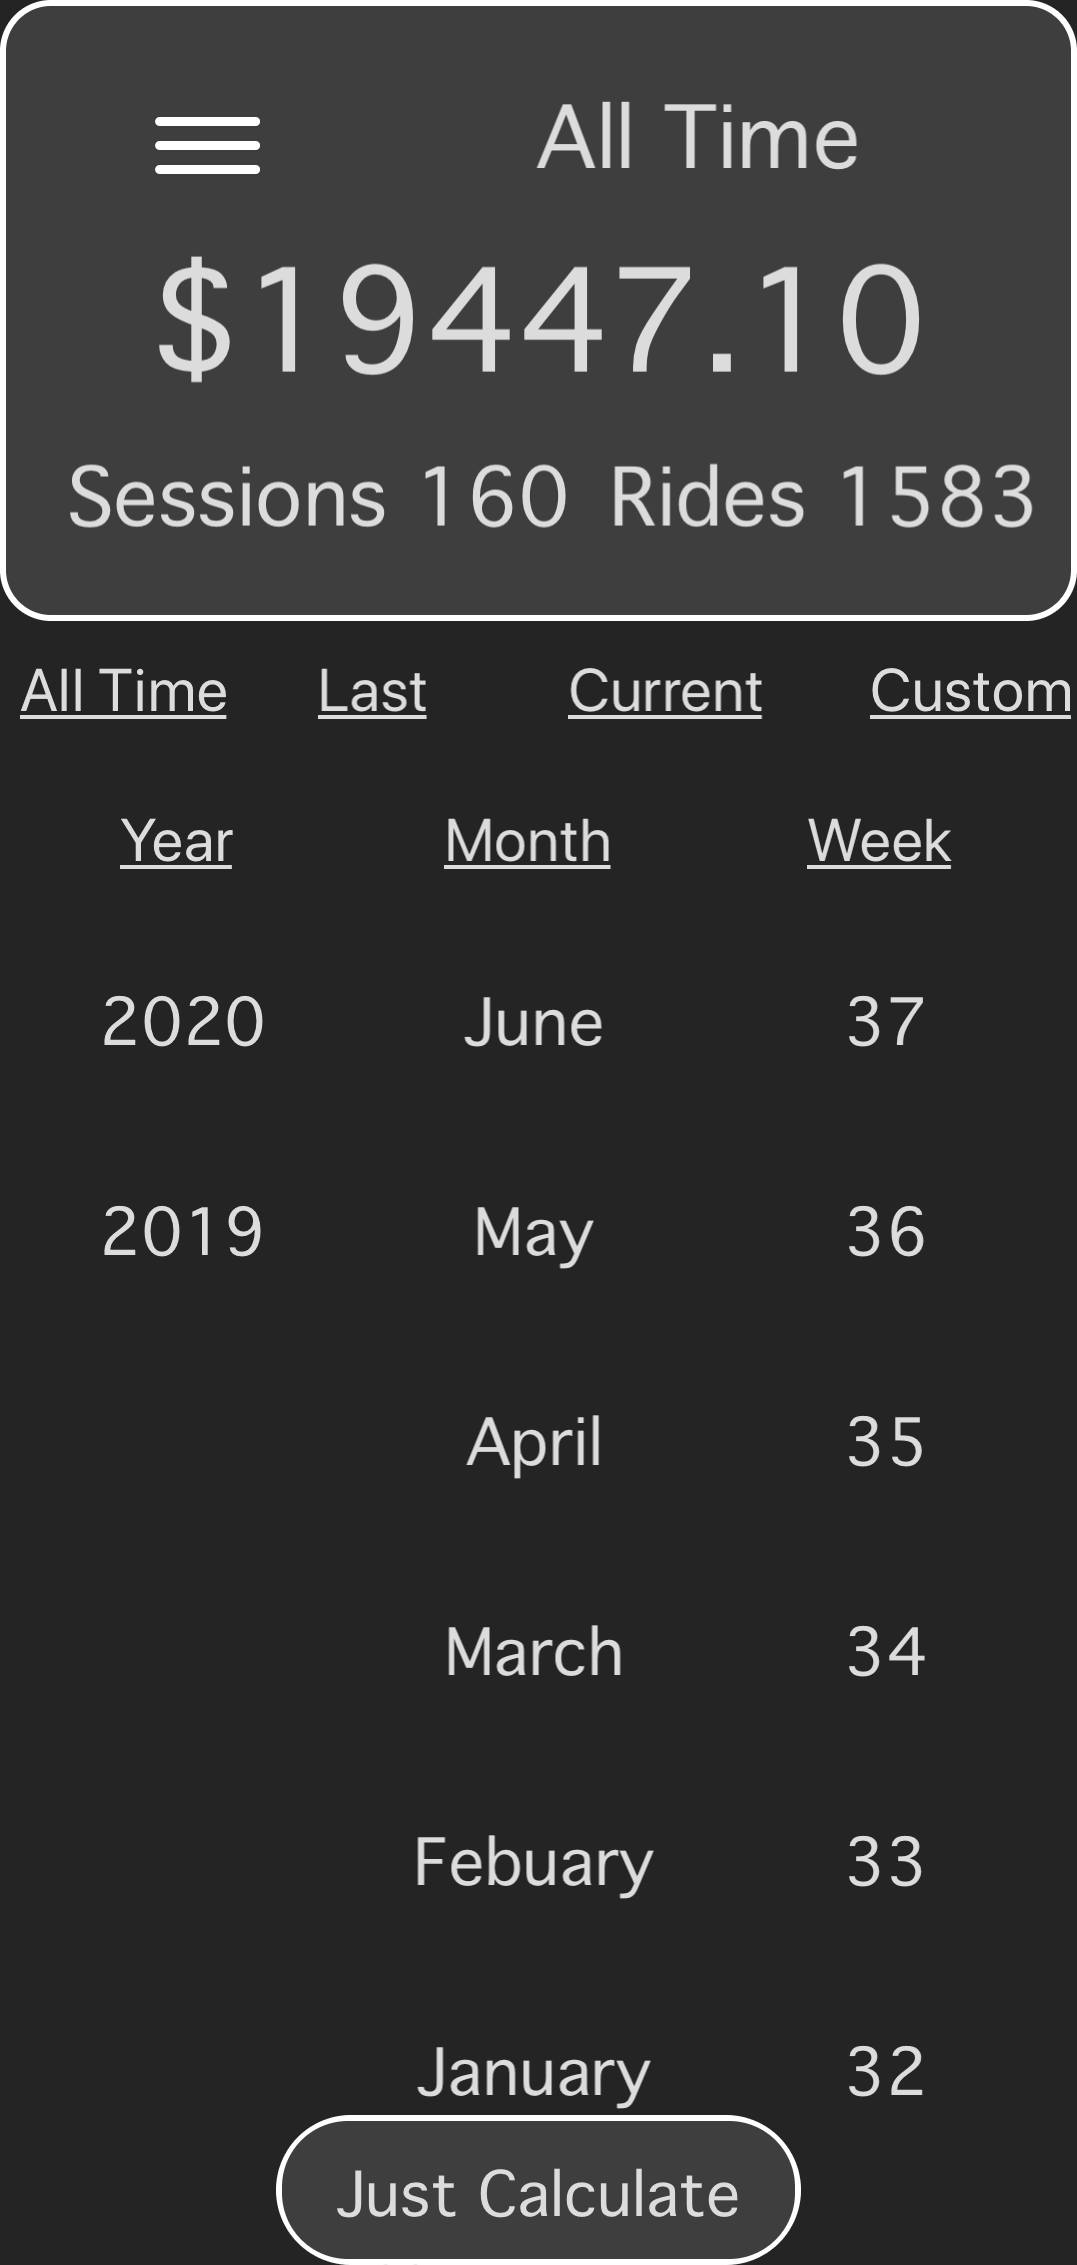 All Time
$19447.10
Sessions 160 Rides 1583
All Time Last Current Custom
Year Month Week
2020 June 37
2019 May 36
April 35
March 34
Febuary 33
January 32
Just Calculate